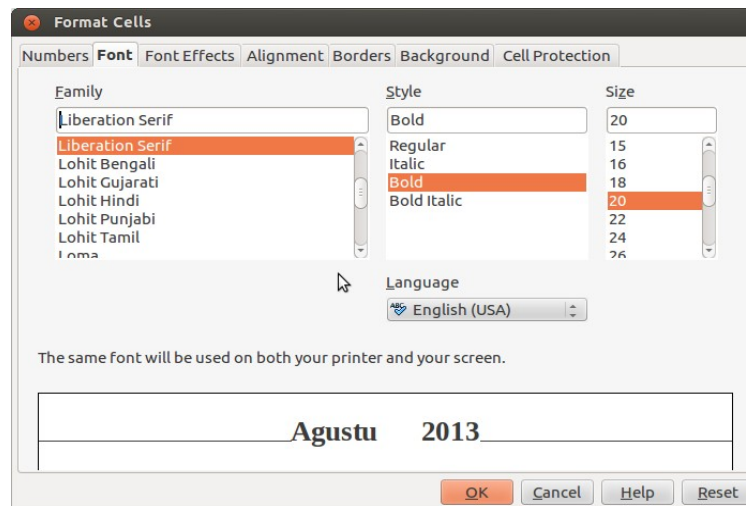 Format Cells
Numbers Font Font Effects Alignment Borders Background Cell Protection
Family Style Size
Liberation Serif Bold 20
Liberation Serif Regular 15
Lohit Bengali Italic 16
Lohit Gujarati Bold 18
Lohit Hindi Bold Italic 20
Lohit Punjabi 22
Lohit Tamil 24
Loma 26
Language
ABC English (USA)
The same font will be used on both your printer and your screen.
Agustu 2013
OK Cancel Help Reset